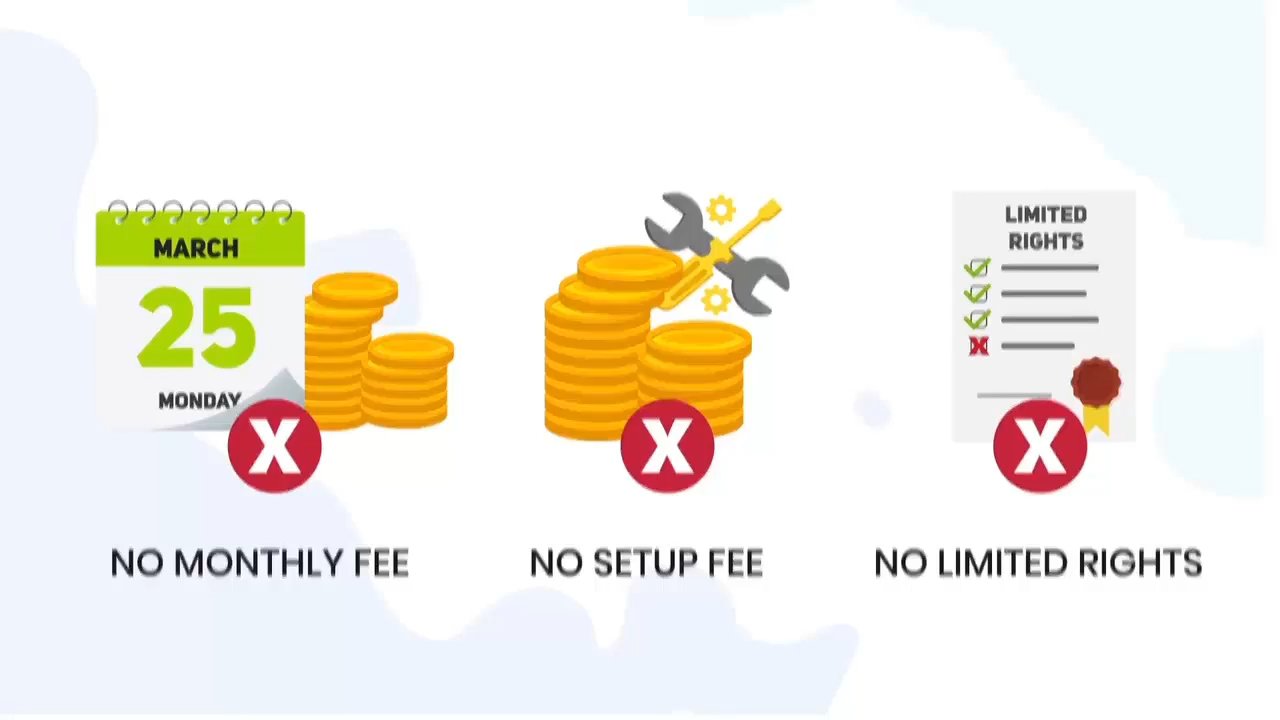 MARCH
25
MONDAY
X
NO MONTHLY FEE
X
NO SETUP FEE
LIMITED
RIGHTS
X
X
NO LIMITED RIGHTS